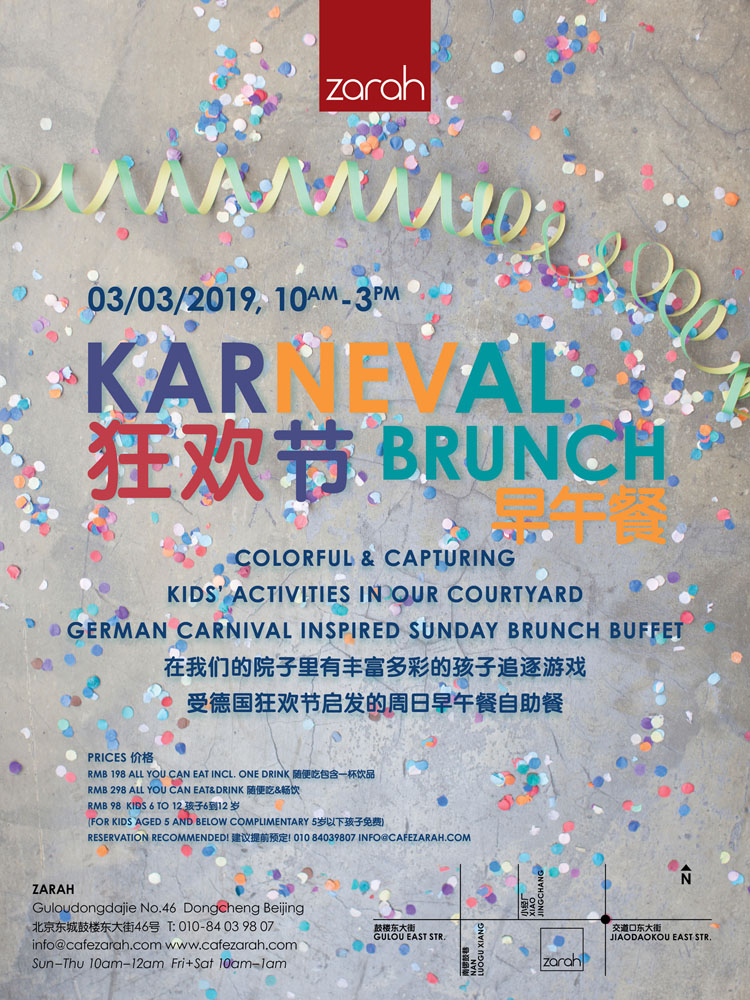 zarah
03/03/2019, 10AM-3PM
KARNEVAL
狂欢节 BRUNCH
早午餐
COLORFUL & CAPTURING
KIDS' ACTIVITIES IN OUR COURTYARD
GERMAN CARNIVAL INSPIRED SUNDAY BRUNCH BUFFET
在我们的院子里有丰富多彩的孩子追逐游戏
受德国狂欢节启发的周日早午餐自助餐
PRICES 价格
RMB 198 ALL YOU CAN EAT INCL. ONE DRINK 随便吃包含一杯饮品
RMB 298 ALL YOU CAN EAT&DRINK 随便吃&畅饮
RMB 98 KIDS 6 TO 12 孩子6到12 岁
(FOR KIDS AGED 5 AND BELOW COMPLIMENTARY 5岁以下孩子免费)
RESERVATION RECOMMENDED! 建议提前预定! 010 84039807 INFO@CAFEZARAH.COM
ZARAH
Guloudongdajie No.46 Dongcheng Beijing
北京东城鼓楼东大街46号 T: 010-84 03 98 07
info@cafezarah.com www.cafezarah.com
Sun–Thu 10am–12am Fri+Sat 10am–1am
鼓楼东大街
GULOU EAST STR.
南锣鼓巷
NAN
LUOGU XIANG
小经厂
XIAO
JINGCHANG
zarah
交道口东大街
JIAODAOKOU EAST STR.
N